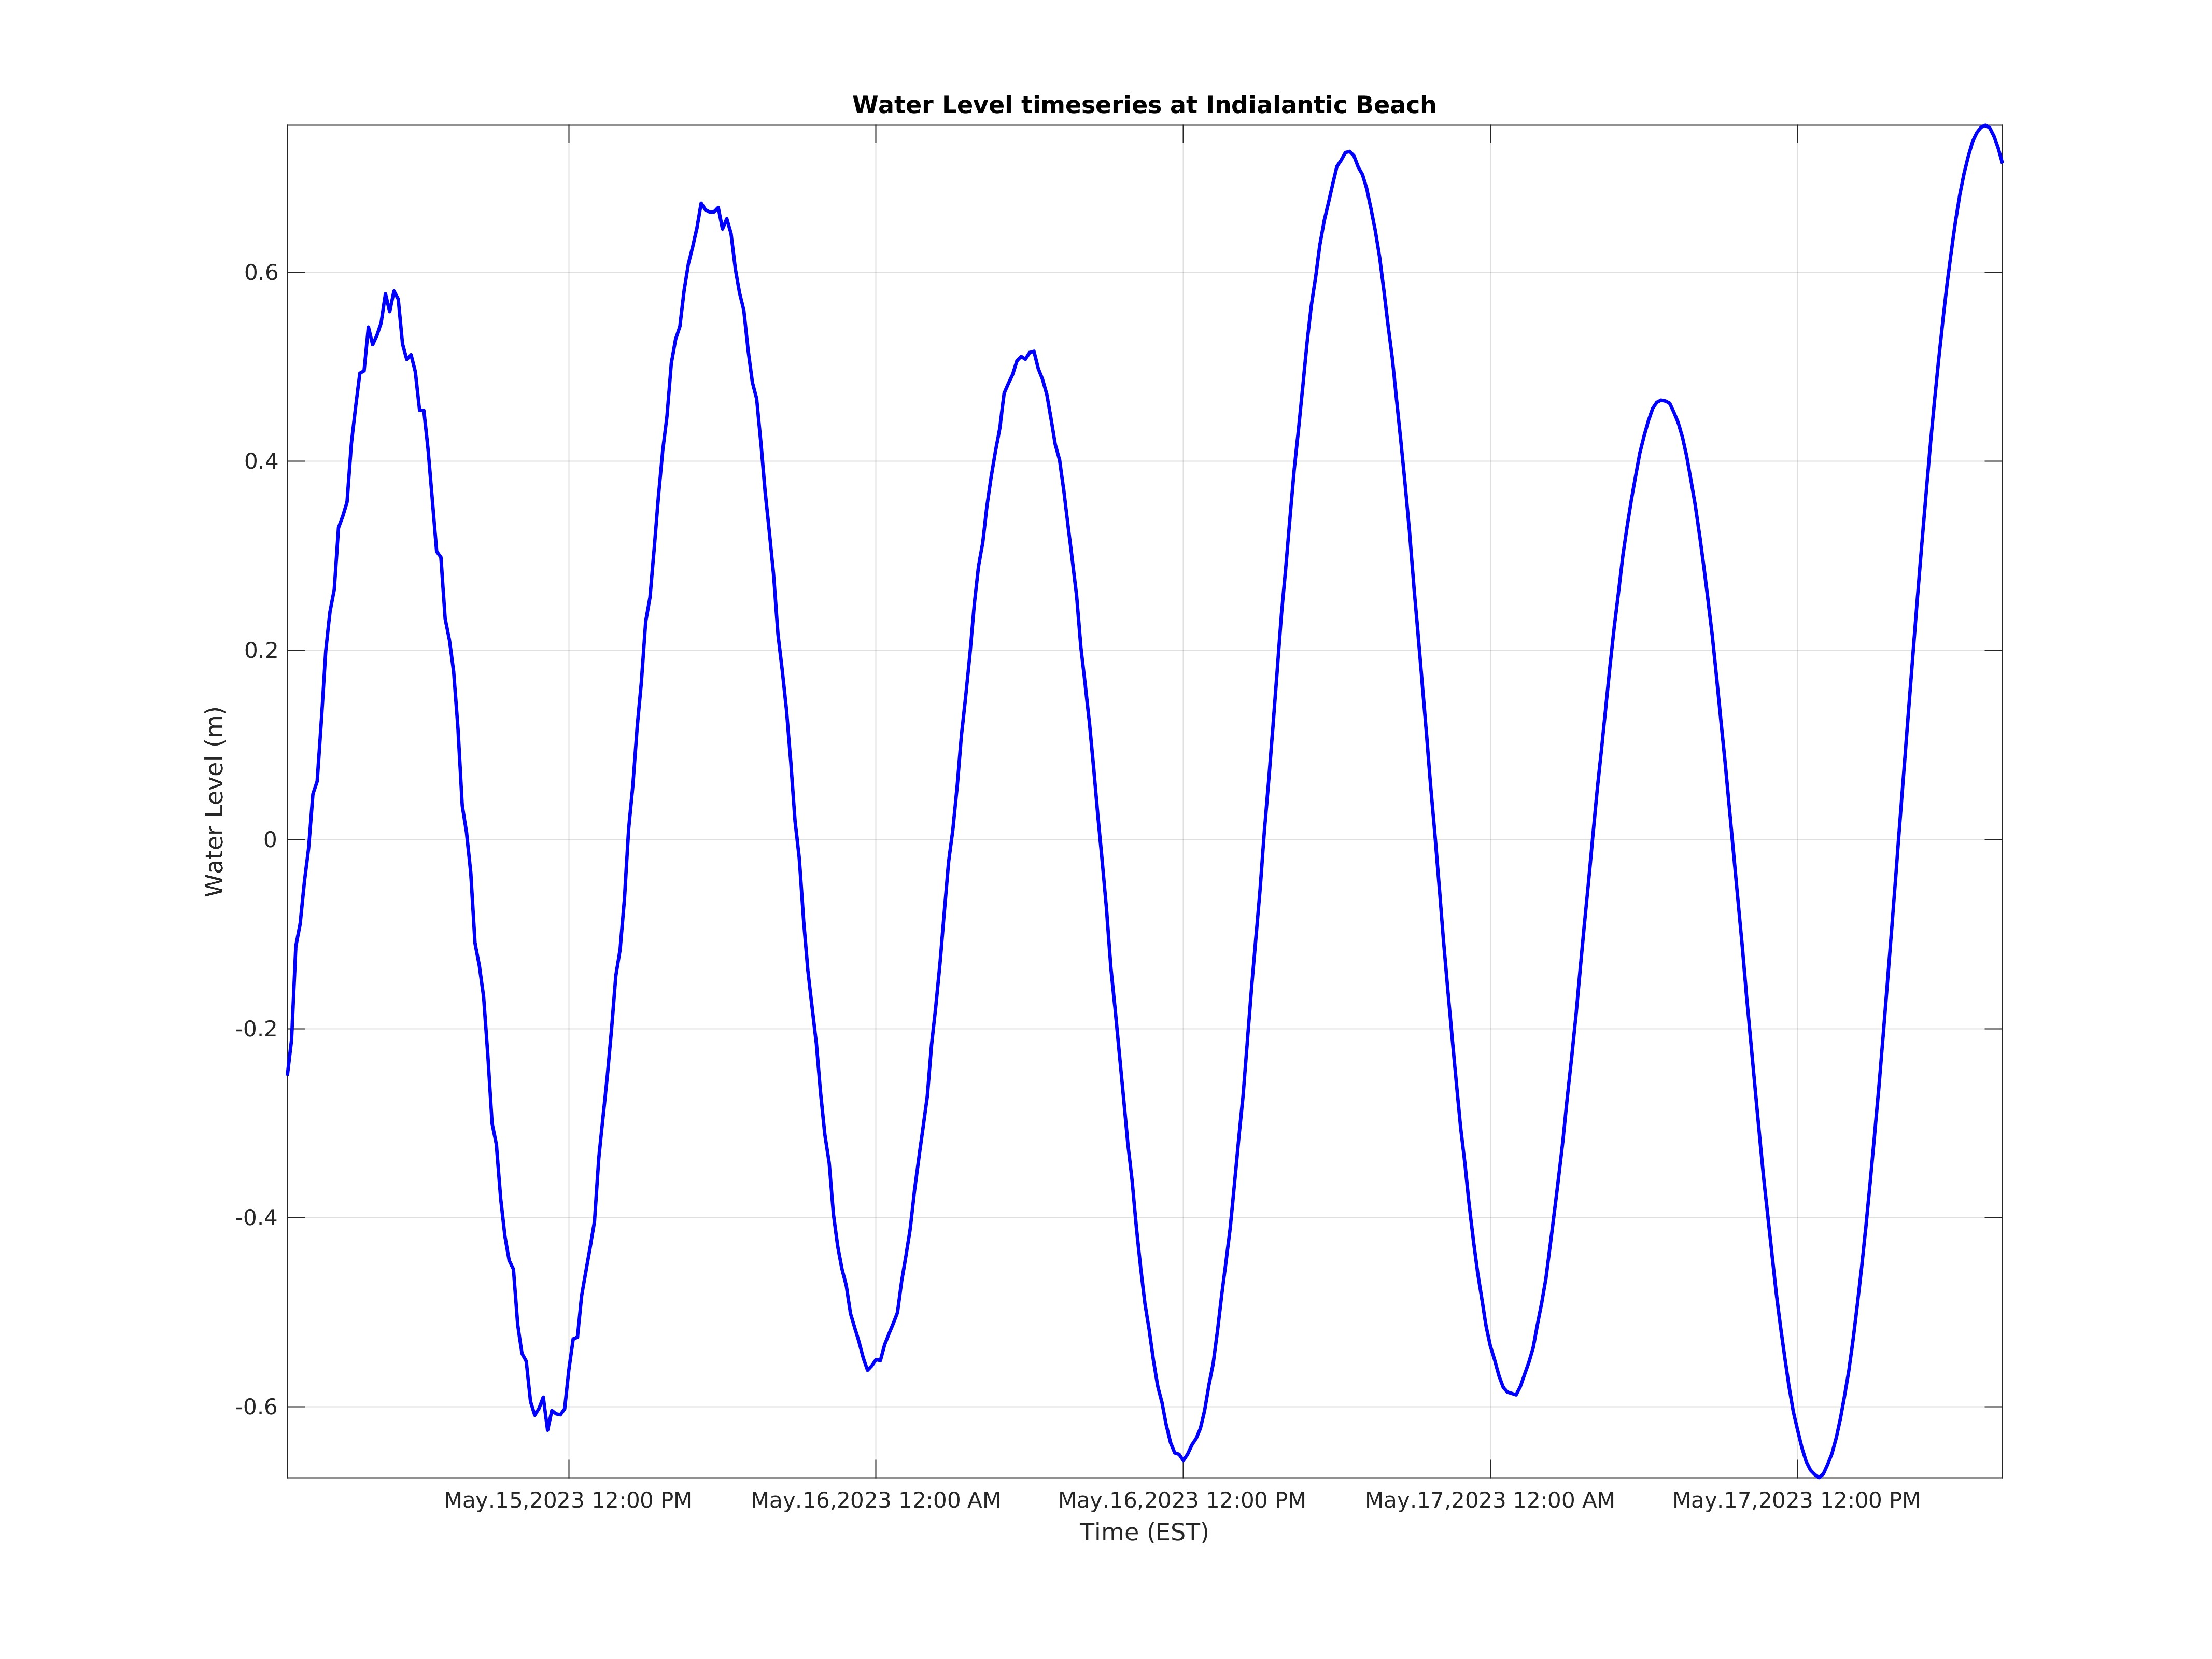 Water Level timeseries at Indialantic Beach
0.6
0.4
0.2
0
-0.2
-0.4
-0.6
Water Level (m)
May.15,2023 12:00 PM
May.16,2023 12:00 AM
May.16,2023 12:00 PM
May.17,2023 12:00 AM
May.17,2023 12:00 PM
Time (EST)